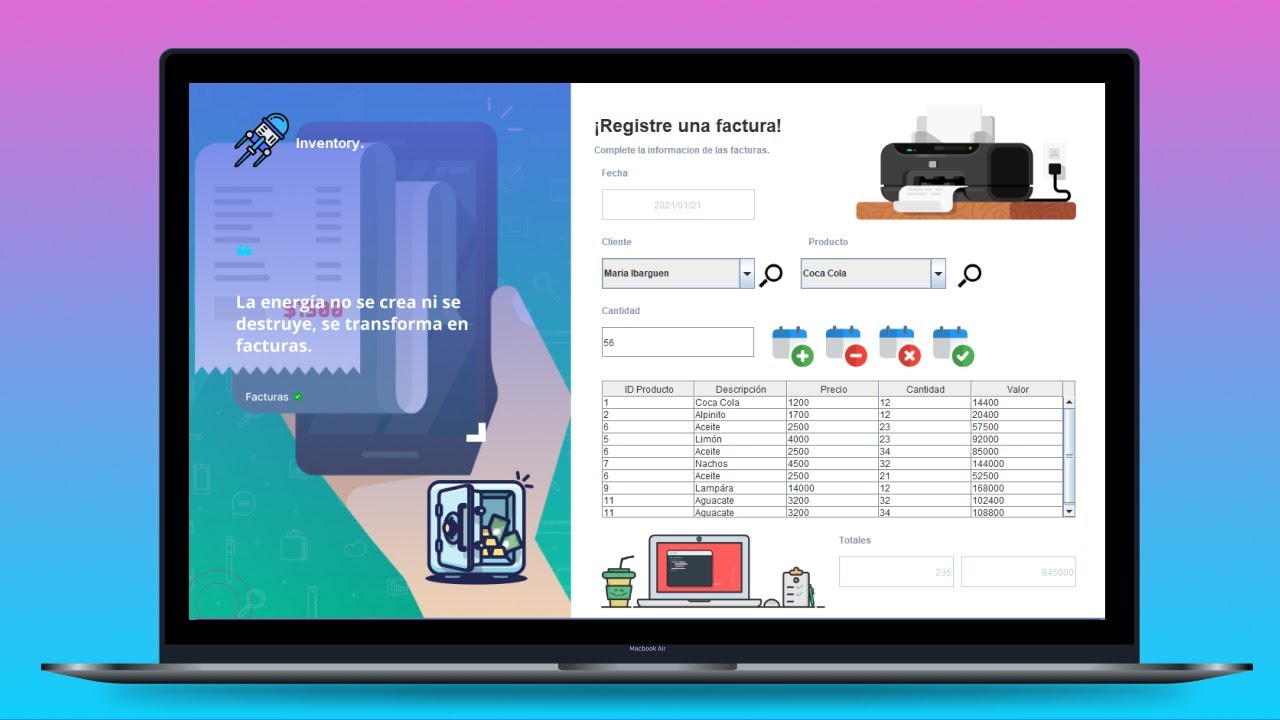 Inventory.
$1300
❝
La energía no se crea ni se
destruye, se transforma en
facturas.
Facturas
¡Registre una factura!
Complete la informacion de las facturas.
Fecha
2021/01/21
Cliente Producto
Maria Ibarguen Coca Cola
Cantidad
56
ID Producto Descripción Precio Cantidad Valor
1 Coca Cola 1200 12 14400
2 Alpinito 1700 12 20400
6 Aceite 2500 23 57500
5 Limón 4000 23 92000
6 Aceite 2500 34 85000
7 Nachos 4500 32 144000
6 Aceite 2500 21 52500
9 Lampára 14000 12 168000
11 Aguacate 3200 32 102400
11 Aguacate 3200 34 108800
Totales
235 845000
Macbook Air